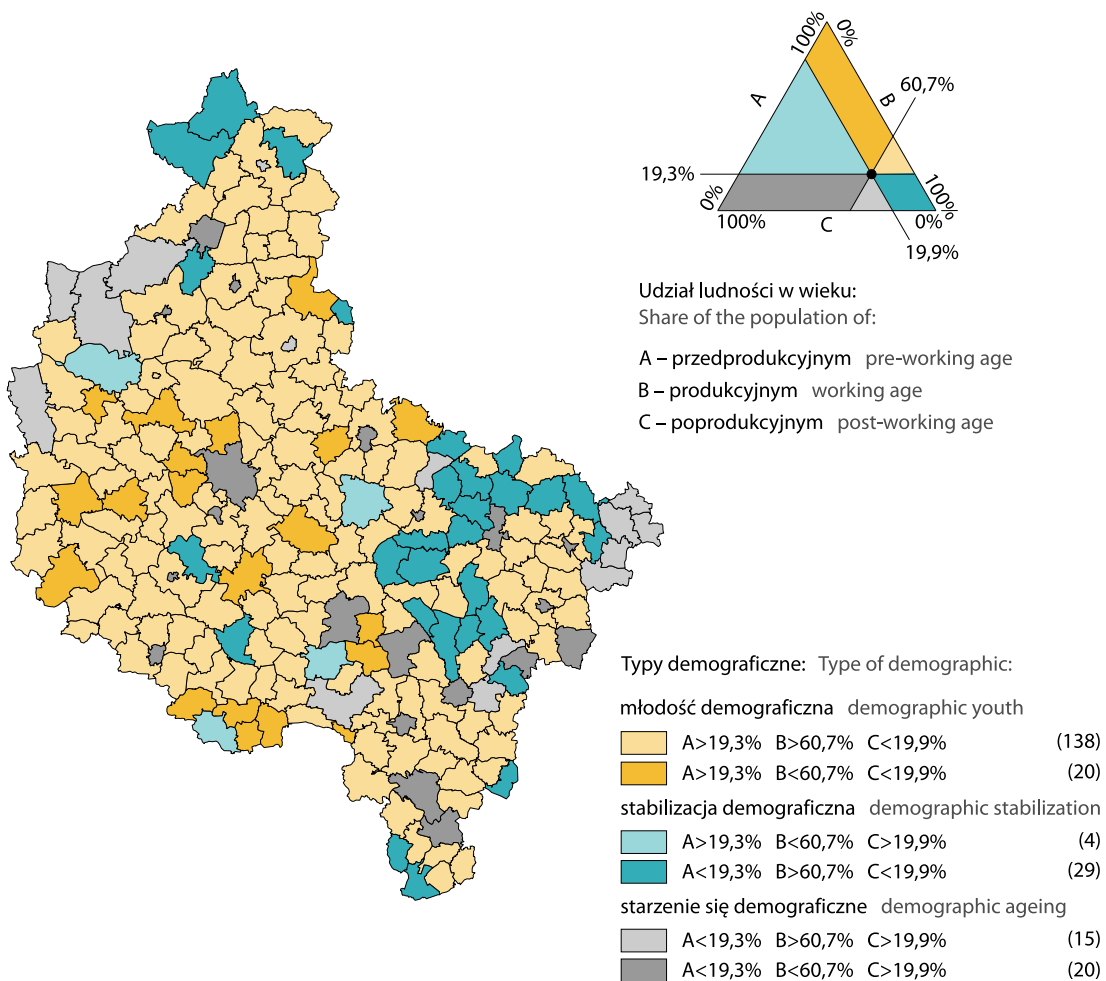 100%
0%
A
B
60,7%
19,3%
0%
100%
100%
C
0%
19,9%
Udział ludności w wieku:
Share of the population of:
A – przedprodukcyjnym pre-working age
B – produkcyjnym working age
C – poprodukcyjnym post-working age
Typy demograficzne: Type of demographic:
młodość demograficzna demographic youth
A>19,3% B>60,7% C<19,9% (138)
A>19,3% B<60,7% C<19,9% (20)
stabilizacja demograficzna demographic stabilization
A>19,3% B<60,7% C>19,9% (4)
A<19,3% B>60,7% C<19,9% (29)
starzenie się demograficzne demographic ageing
A<19,3% B>60,7% C>19,9% (15)
A<19,3% B<60,7% C>19,9% (20)